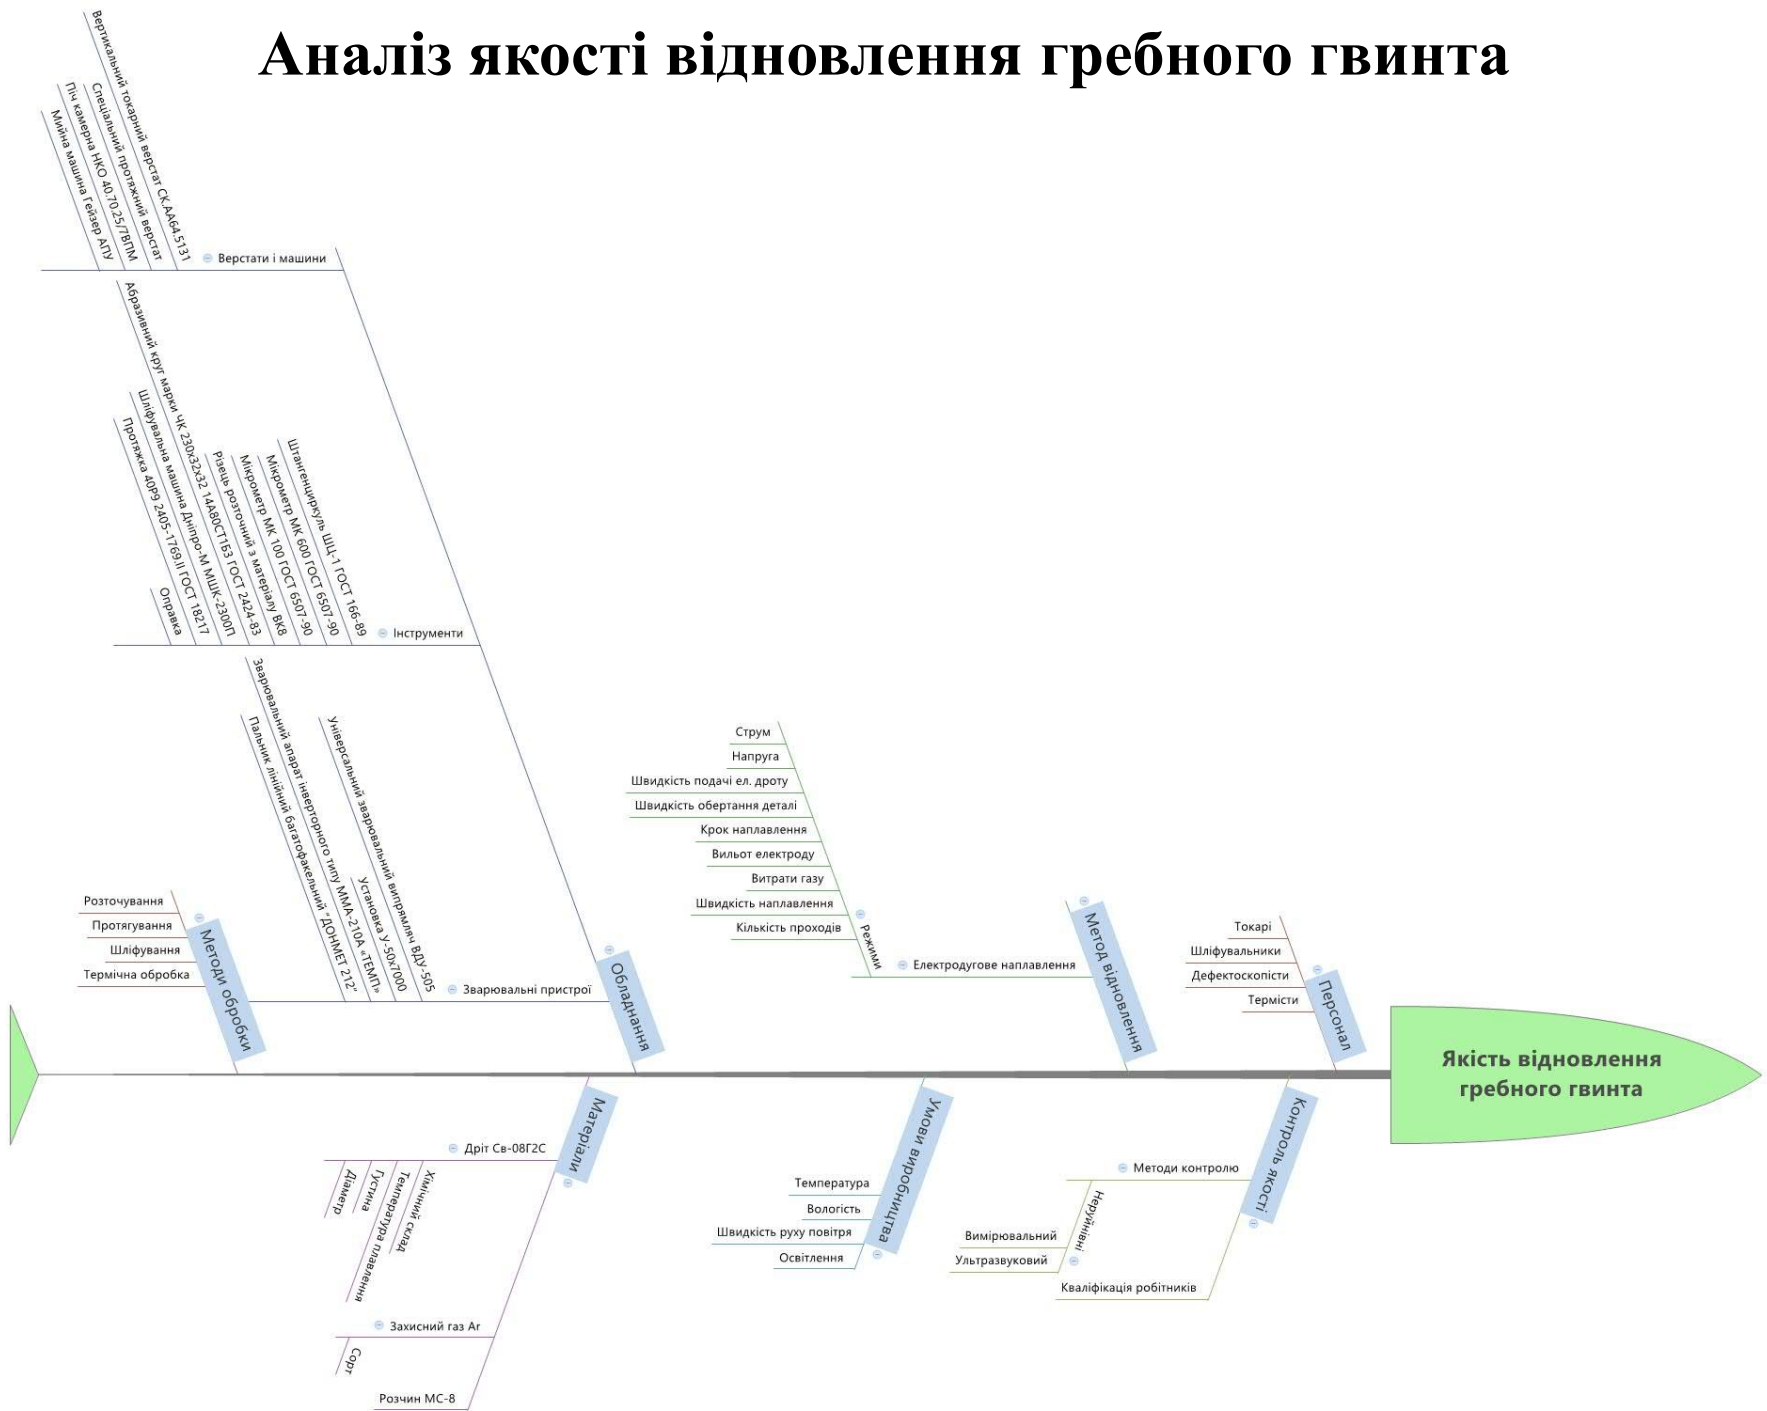 Аналіз якості відновлення гребного гвинта
Вертикальний токарний верстат СК.АА64.5131
Спеціальний протяжний верстат
Піч камерна НКО 40.70.25/7ВПМ
Мийна машина Гейзер АПУ
Верстати і машини
Абразивний круг марки ЧК 230х32х32 14А80СТ1Б3 ГОСТ 2424-83
Шліфувальна машина Дніпро-М МШК-2300П
Протяжка 40Р9 2405-1769.ІІ ГОСТ 18217
Оправка
Різець розточний з матеріалу ВК8
Мікрометр МК 100 ГОСТ 6507-90
Мікрометр МК 600 ГОСТ 6507-90
Штангенциркуль ШЦ-1 ГОСТ 166-89
Інструменти
Зварювальний апарат інверторного типу ММА-210А «ТЕМП»
Пальник лінійний багатофакельний "ДОНМЕТ 212"
Установка У-50х7000
Універсальний зварювальний випрямляч ВДУ-505
Зварювальні пристрої
Обладнання
Розточування
Протягування
Шліфування
Термічна обробка
Методи обробки
Струм
Напруга
Швидкість подачі ел. дроту
Швидкість обертання деталі
Крок наплавлення
Вильот електроду
Витрати газу
Швидкість наплавлення
Кількість проходів
Режими
Електродугове наплавлення
Метод відновлення
Токарі
Шліфувальники
Дефектоскопісти
Термісти
Персонал
Якість відновлення
гребного гвинта
Матеріали
Дріт Св-08Г2С
Діаметр
Густина
Температура плавлення
Хімічний склад
Захисний газ Ar
Сорт
Розчин МС-8
Умови виробництва
Температура
Вологість
Швидкість руху повітря
Освітлення
Контроль якості
Методи контролю
Неруйнівні
Вимірювальний
Ультразвуковий
Кваліфікація робітників